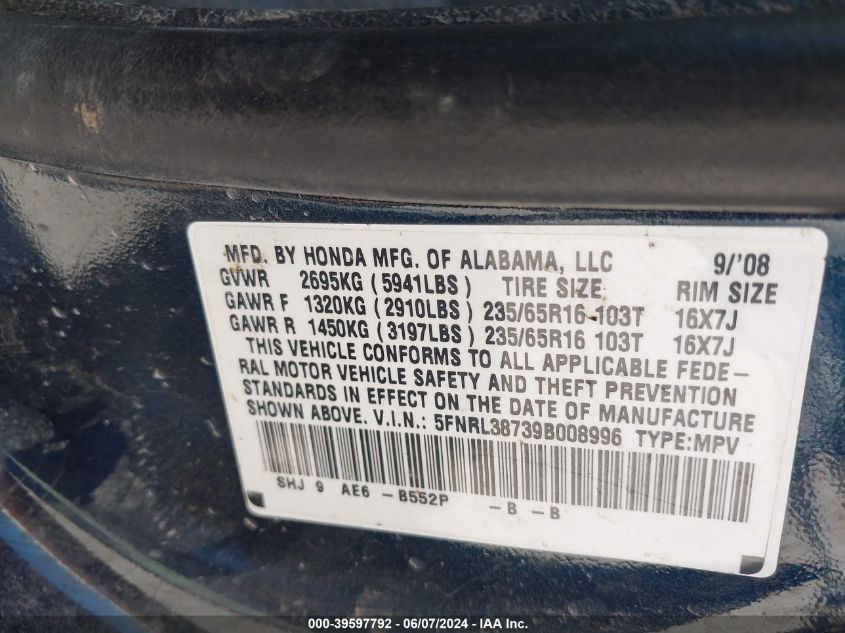 MFD. BY HONDA MFG. OF ALABAMA, LLC 9/'08
GVWR 2695KG (5941LBS) TIRE SIZE RIM SIZE
GAWR F 1320KG (2910LBS) 235/65R16 103T 16X7J
GAWR R 1450KG (3197LBS) 235/65R16 103T 16X7J
THIS VEHICLE CONFORMS TO ALL APPLICABLE FEDE-
RAL MOTOR VEHICLE SAFETY AND THEFT PREVENTION
STANDARDS IN EFFECT ON THE DATE OF MANUFACTURE
SHOWN ABOVE. V.I.N.: 5FNRL38739B008996 TYPE:MPV
SHJ 9 AE6 - B552P - B - B
000-39597792 - 06/07/2024 - IAA Inc.